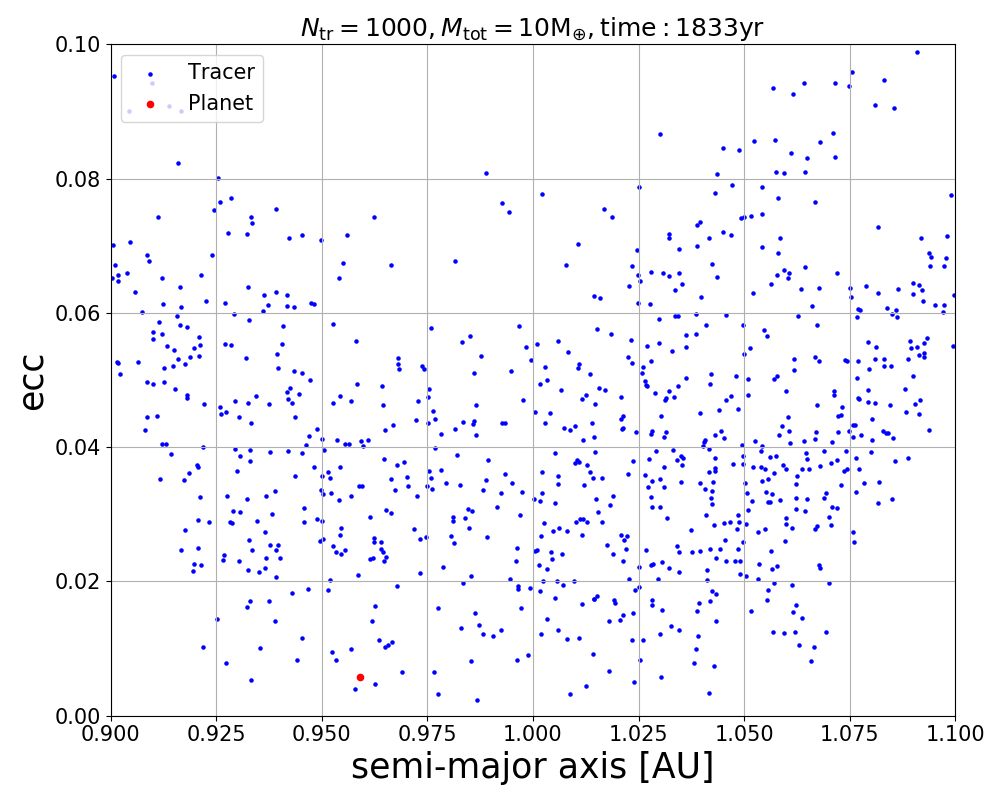 N_tr = 1000, M_tot = 10M_⊕, time : 1833yr
Tracer
Planet
ecc
0.10
0.08
0.06
0.04
0.02
0.00
0.900 0.925 0.950 0.975 1.000 1.025 1.050 1.075 1.100
semi-major axis [AU]